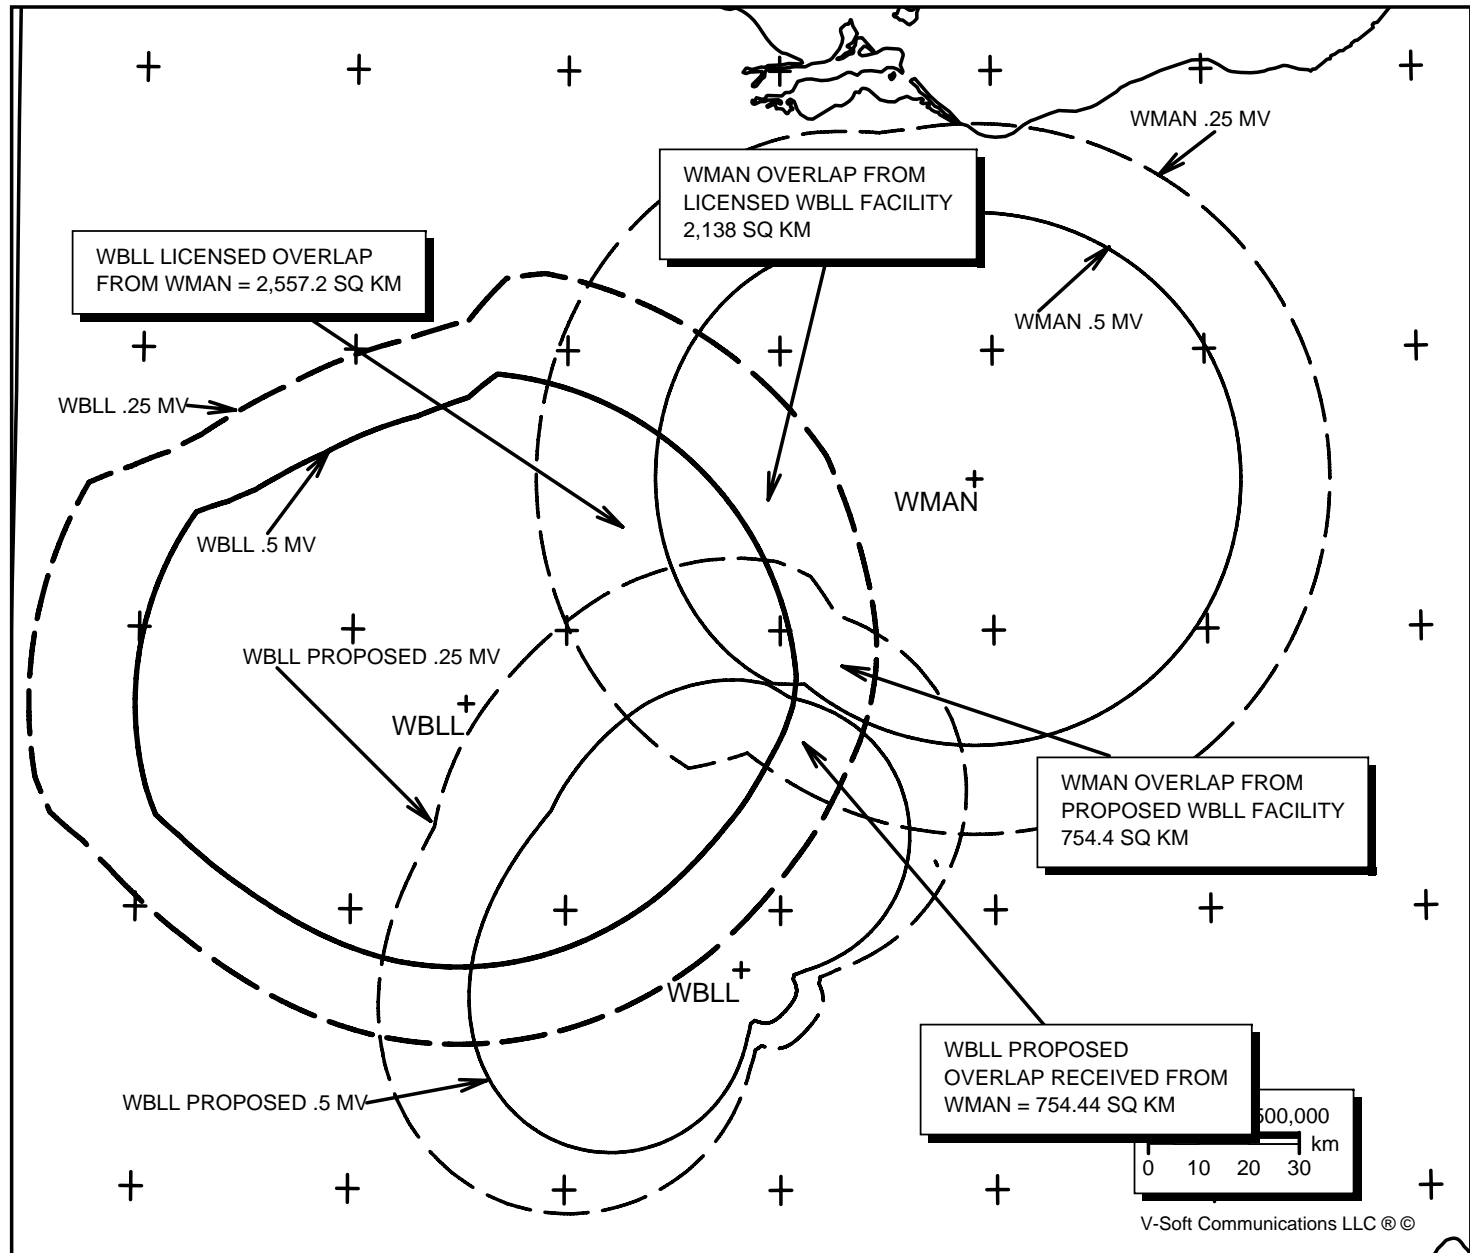 WMAN .25 MV
WMAN OVERLAP FROM
LICENSED WBLL FACILITY
2,138 SQ KM
WBLL LICENSED OVERLAP
FROM WMAN = 2,557.2 SQ KM
WMAN .5 MV
WBLL .25 MV
WMAN
WBLL .5 MV
WBLL PROPOSED .25 MV
WBLL
WMAN OVERLAP FROM
PROPOSED WBLL FACILITY
754.4 SQ KM
WBLL
WBLL PROPOSED
OVERLAP RECEIVED FROM
WMAN = 754.44 SQ KM
WBLL PROPOSED .5 MV
00,000
km
0 10 20 30
V-Soft Communications LLC ® ©